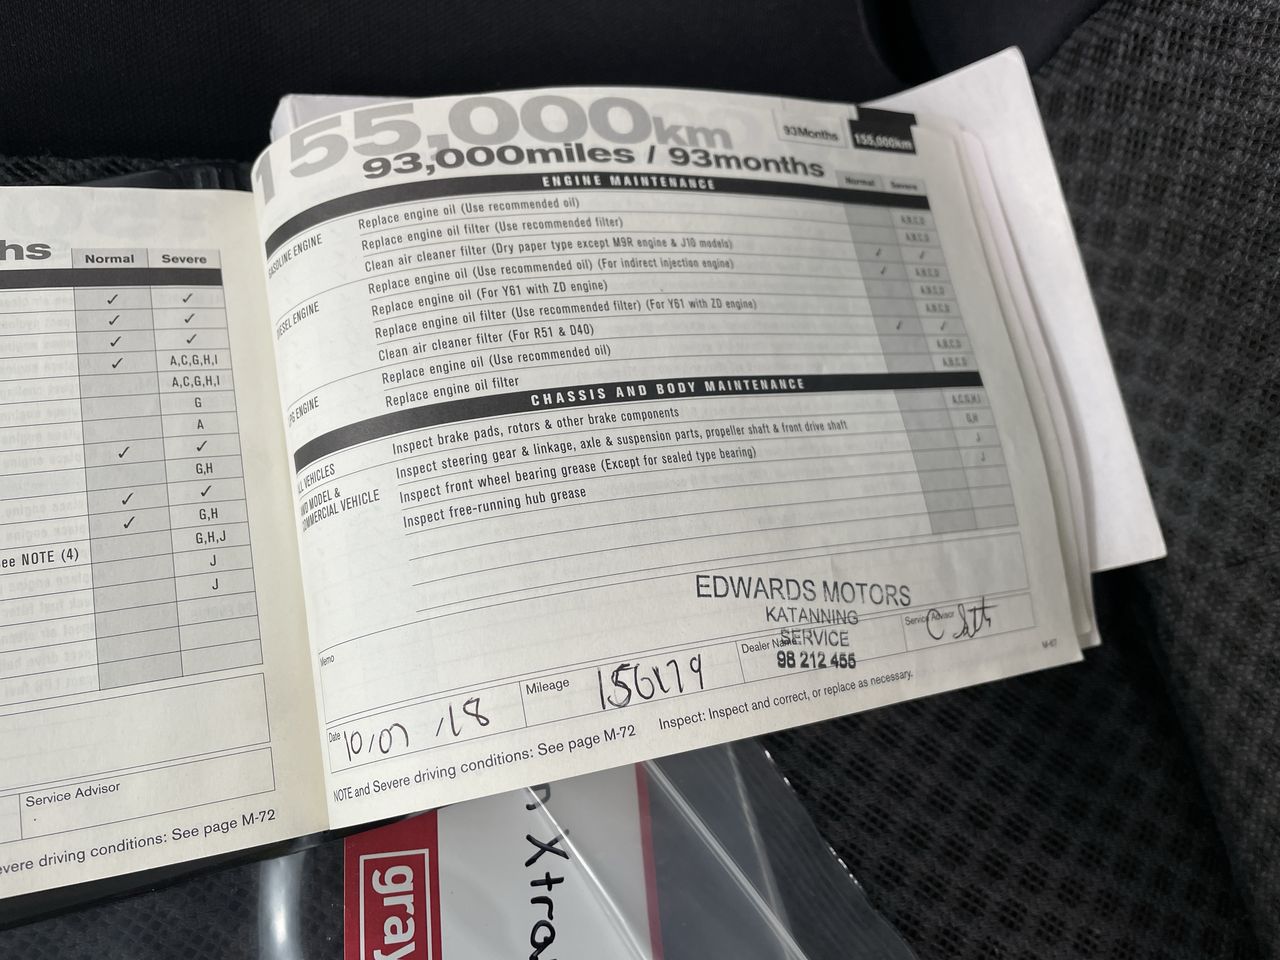 hs
Normal Severe
✓ ✓
✓ ✓
✓ ✓
✓ A,C,G,H,I
A,C,G,H,I
G
A
✓ ✓
G,H
✓ ✓
✓ G,H
ee NOTE (4) G,H,J
J
J
Service Advisor
evere driving conditions: See page M-72
155,000km
93,000miles / 93months
93Months
155,000km
ENGINE MAINTENANCE
Normal Severe
GASOLINE ENGINE
Replace engine oil (Use recommended oil) A,B,C,D
Replace engine oil filter (Use recommended filter) A,B,C,D
Clean air cleaner filter (Dry paper type except M9R engine & J10 models) ✓ ✓
DIESEL ENGINE
Replace engine oil (Use recommended oil) (For indirect injection engine) ✓ A,B,C,D
Replace engine oil (For Y61 with ZD engine) A,B,C,D
Replace engine oil filter (Use recommended filter) (For Y61 with ZD engine) A,B,C,D
Clean air cleaner filter (For R51 & D40) ✓ ✓
LPG ENGINE
Replace engine oil (Use recommended oil) A,B,C,D
Replace engine oil filter A,B,C,D
CHASSIS AND BODY MAINTENANCE
ALL VEHICLES
Inspect brake pads, rotors & other brake components A,C,G,H,I
Inspect steering gear & linkage, axle & suspension parts, propeller shaft & front drive shaft G,H
MODEL &
COMMERCIAL VEHICLE
Inspect front wheel bearing grease (Except for sealed type bearing) J
Inspect free-running hub grease J
Memo
EDWARDS MOTORS
KATANNING
SERVICE
98 212 455
Date 10/07/18
Mileage 156179
Dealer Name
Service Advisor
M-67
NOTE and Severe driving conditions: See page M-72 Inspect: Inspect and correct, or replace as necessary.
gray
n Xtra